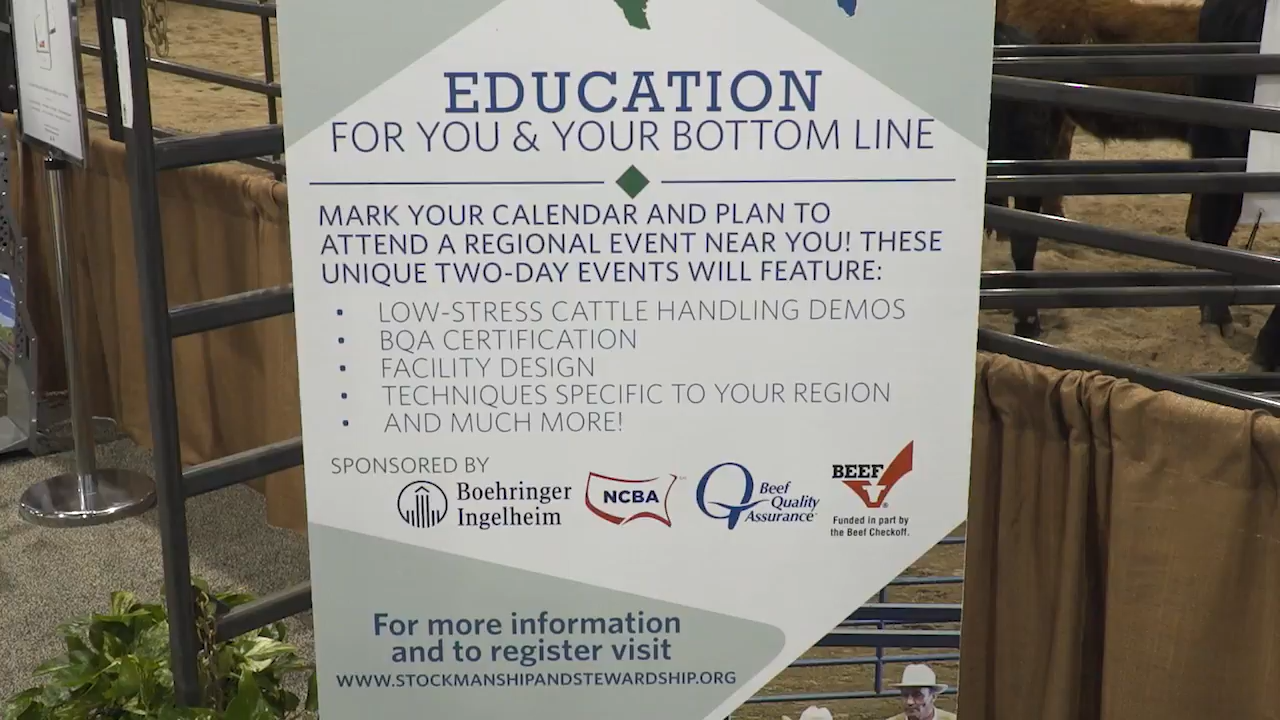 EDUCATION
FOR YOU & YOUR BOTTOM LINE
MARK YOUR CALENDAR AND PLAN TO
ATTEND A REGIONAL EVENT NEAR YOU! THESE
UNIQUE TWO-DAY EVENTS WILL FEATURE:
• LOW-STRESS CATTLE HANDLING DEMOS
• BQA CERTIFICATION
• FACILITY DESIGN
• TECHNIQUES SPECIFIC TO YOUR REGION
• AND MUCH MORE!
SPONSORED BY
Boehringer
Ingelheim
NCBA
Beef
Quality
Assurance
BEEF
Funded in part by
the Beef Checkoff.
For more information
and to register visit
WWW.STOCKMANSHIPANDSTEWARDSHIP.ORG